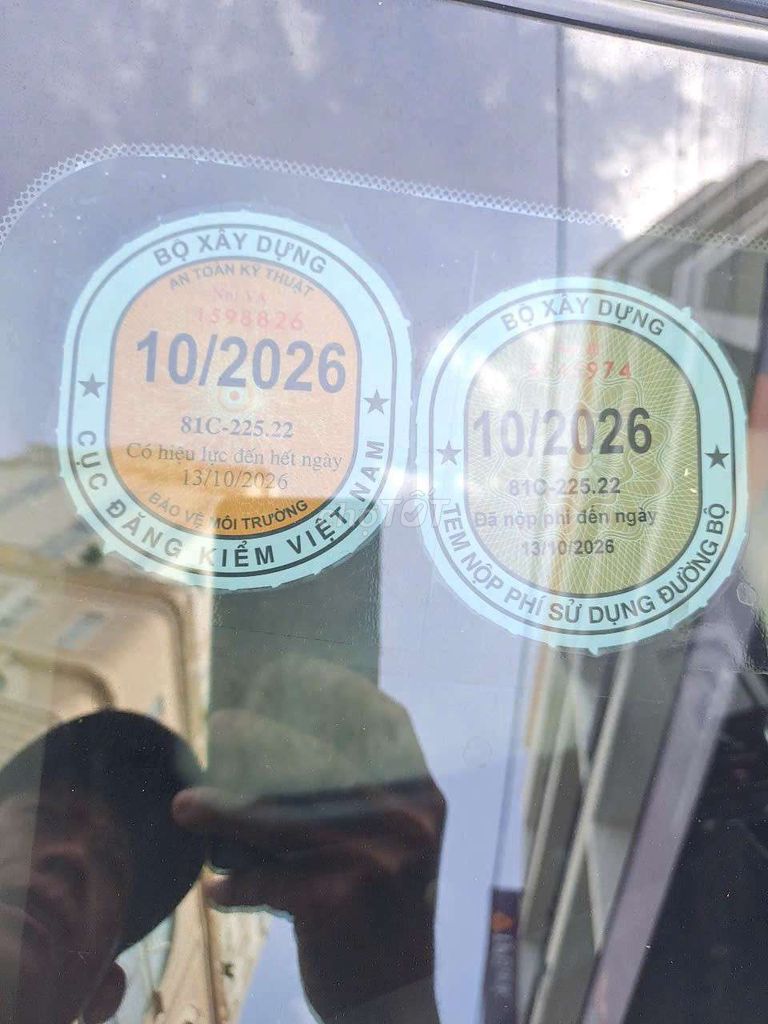 BỘ XÂY DỰNG
AN TOÀN KỸ THUẬT
1598826
10/2026
81C-225.22
Có hiệu lực đến hết ngày
13/10/2026
BẢO VỆ MÔI TRƯỜNG
CỤC ĐĂNG KIỂM VIỆT NAM
BỘ XÂY DỰNG
974
10/2026
81C-225.22
Đã nộp phí đến ngày
13/10/2026
TEM NỘP PHÍ SỬ DỤNG ĐƯỜNG BỘ